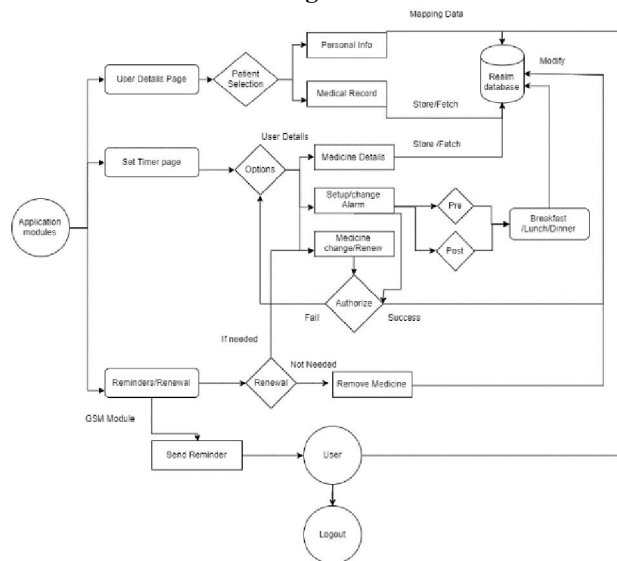 Mapping Data
Personal Info
Modify
User Details Page
Patient
Selection
Realm
database
Medical Record
Store/Fetch
User Details
Store /Fetch
Set Timer page
Options
Medicine Details
Setup/change
Alarm
Pre
Application
modules
Breakfast
/Lunch/Dinner
Medicine
change/Renew
Post
Authorize
Fail
Success
If needed
Not Needed
Reminders/Renewal
Renewal
Remove Medicine
GSM Module
Send Reminder
User
Logout